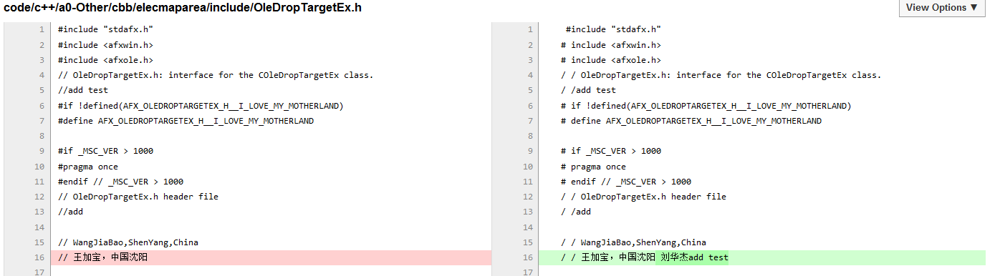 code/c++/a0-Other/cbb/elecmaparea/include/OleDropTargetEx.h
View Options ▼
1 #include "stdafx.h"
2 #include <afxwin.h>
3 #include <afxole.h>
4 // OleDropTargetEx.h: interface for the COleDropTargetEx class.
5 //add test
6 #if !defined(AFX_OLEDROPTARGETEX_H__I_LOVE_MY_MOTHERLAND)
7 #define AFX_OLEDROPTARGETEX_H__I_LOVE_MY_MOTHERLAND
8
9 #if _MSC_VER > 1000
10 #pragma once
11 #endif // _MSC_VER > 1000
12 // OleDropTargetEx.h header file
13 //add
14
15 // WangJiaBao,ShenYang,China
16 // 王加宝，中国沈阳
17
1 #include "stdafx.h"
2 # include <afxwin.h>
3 # include <afxole.h>
4 / / OleDropTargetEx.h: interface for the COleDropTargetEx class.
5 / /add test
6 # if !defined(AFX_OLEDROPTARGETEX_H__I_LOVE_MY_MOTHERLAND)
7 # define AFX_OLEDROPTARGETEX_H__I_LOVE_MY_MOTHERLAND
8
9 # if _MSC_VER > 1000
10 # pragma once
11 # endif // _MSC_VER > 1000
12 / / OleDropTargetEx.h header file
13 / /add
14
15 / / WangJiaBao,ShenYang,China
16 / / 王加宝，中国沈阳 刘华杰add test
17